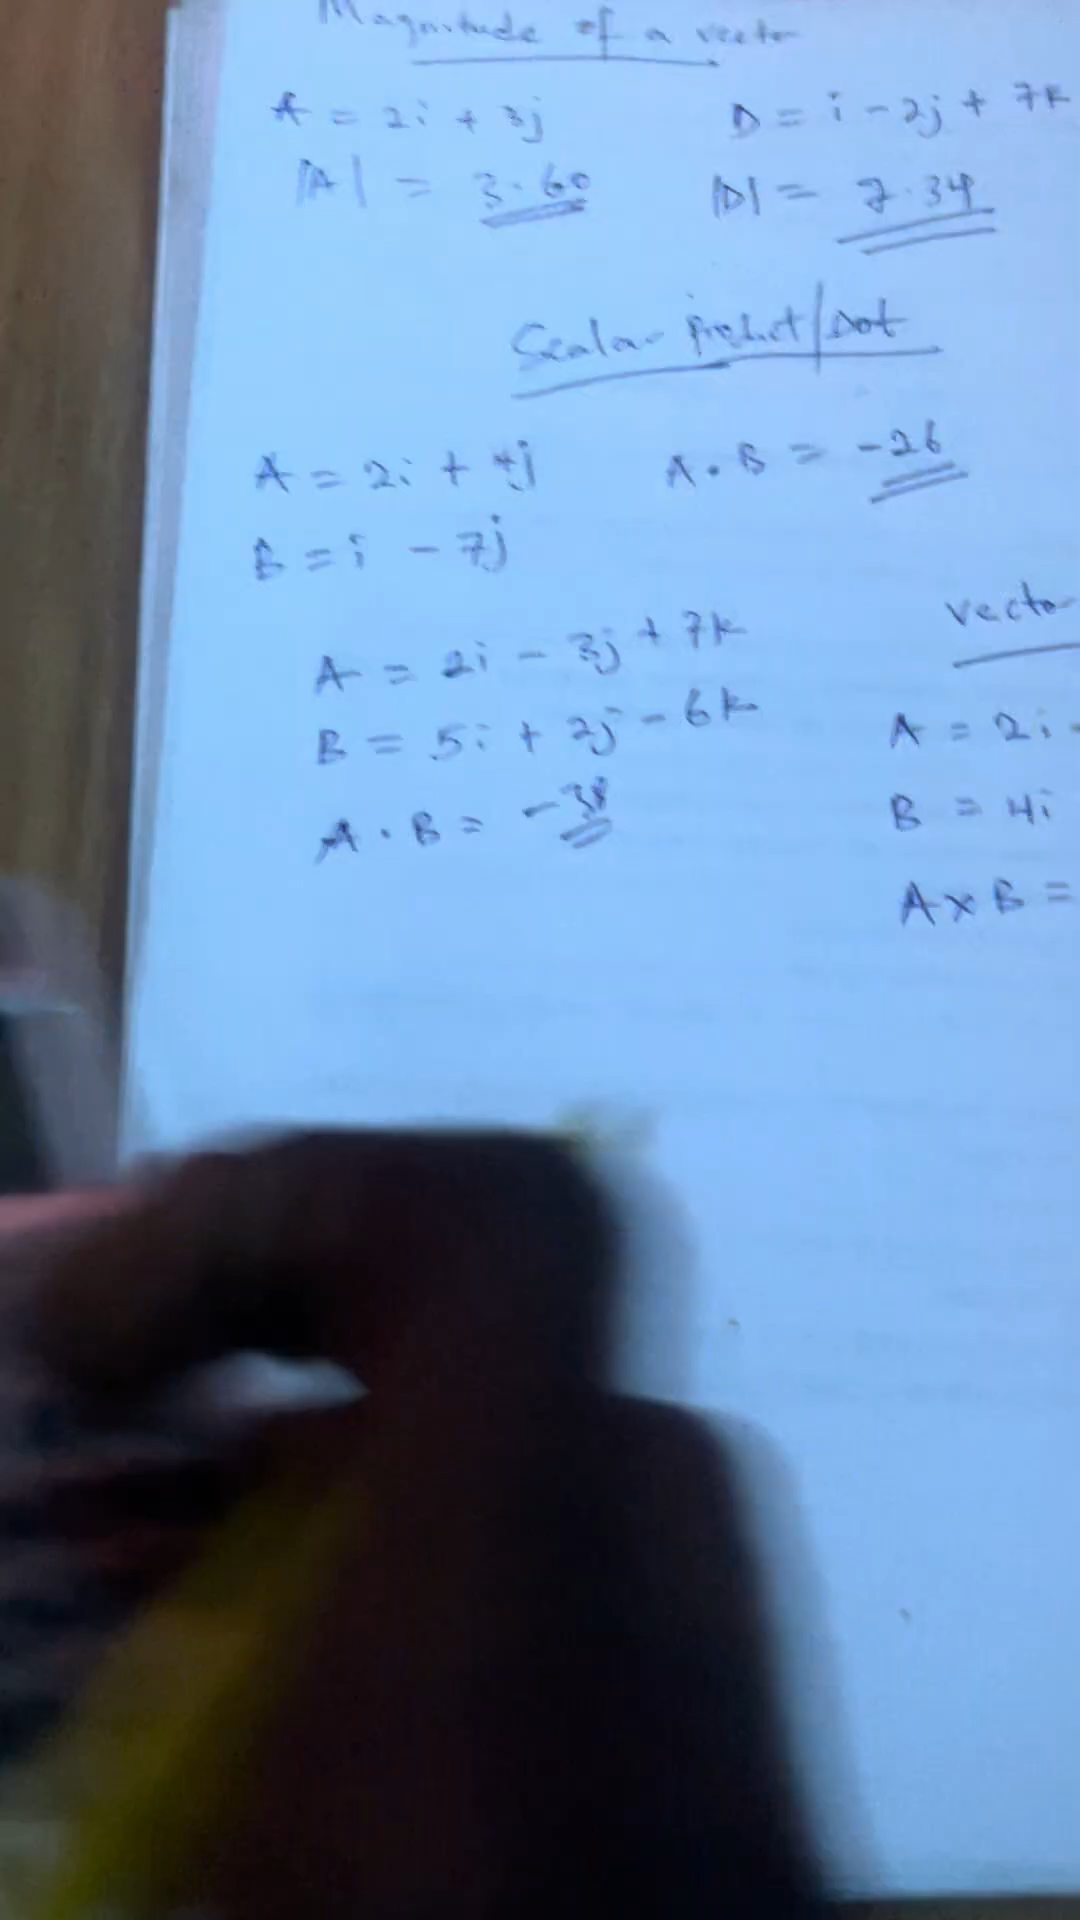 Magnitude of a vector
A = 2i + 3j
|A| = 3.60
D = i - 2j + 7k
|D| = 7.34
Scalar product/Dot
A = 2i + 4j
B = i - 7j
A . B = -26
A = 2i - 3j + 7k
B = 5i + 2j - 6k
A . B = -38
vector
A = 2i -
B = 4i
A x B =